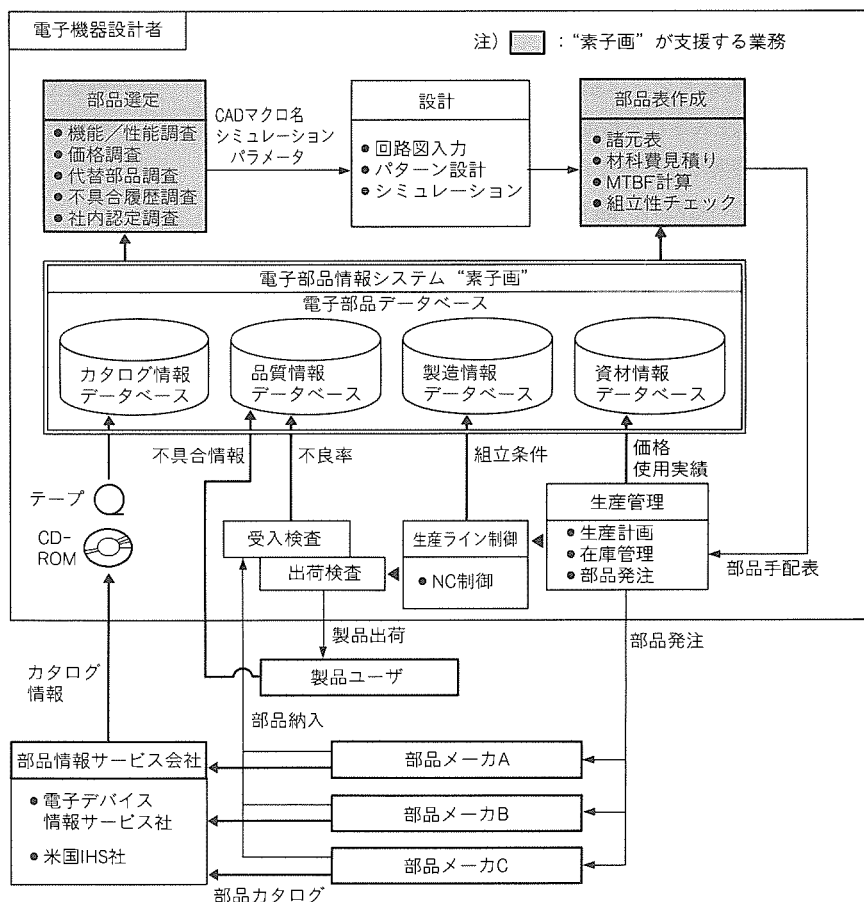 電子機器設計者
注） ：“素子画”が支援する業務
部品選定
● 機能／性能調査
● 価格調査
● 代替部品調査
● 不具合履歴調査
● 社内認定調査
CADマクロ名
シミュレーション
パラメータ
設計
● 回路図入力
● パターン設計
● シミュレーション
部品表作成
● 諸元表
● 材料費見積り
● MTBF計算
● 組立性チェック
電子部品情報システム“素子画”
電子部品データベース
カタログ情報
データベース
品質情報
データベース
製造情報
データベース
資材情報
データベース
不具合情報
不良率
組立条件
価格
使用実績
テープ
CD-
ROM
受入検査
出荷検査
生産ライン制御
● NC制御
生産管理
● 生産計画
● 在庫管理
● 部品発注
部品手配表
製品出荷
部品発注
カタログ
情報
製品ユーザ
部品納入
部品情報サービス会社
● 電子デバイス
情報サービス社
● 米国IHS社
部品メーカA
部品メーカB
部品メーカC
部品カタログ